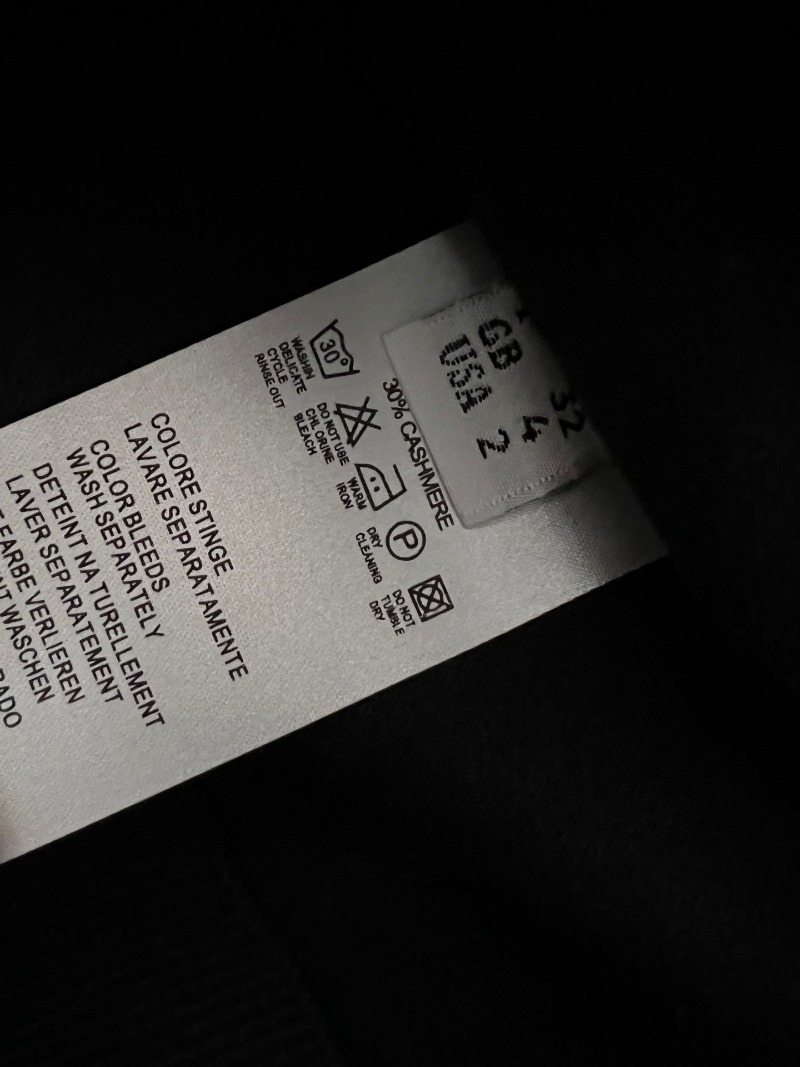 32
GB 4
USA 2
30% CASHMERE
30°
WASH IN
DELICATE
CYCLE
RINSE OUT
DO NOT USE
CHLORINE
BLEACH
WARM
IRON
P
DRY
CLEANING
DO NOT
TUMBLE
DRY
COLORE STINGE
LAVARE SEPARATAMENTE
COLOR BLEEDS
WASH SEPARATELY
DETEINT NA TURELLEMENT
LAVER SEPAREMENT
FARBE VERLIEREN
WASCHEN